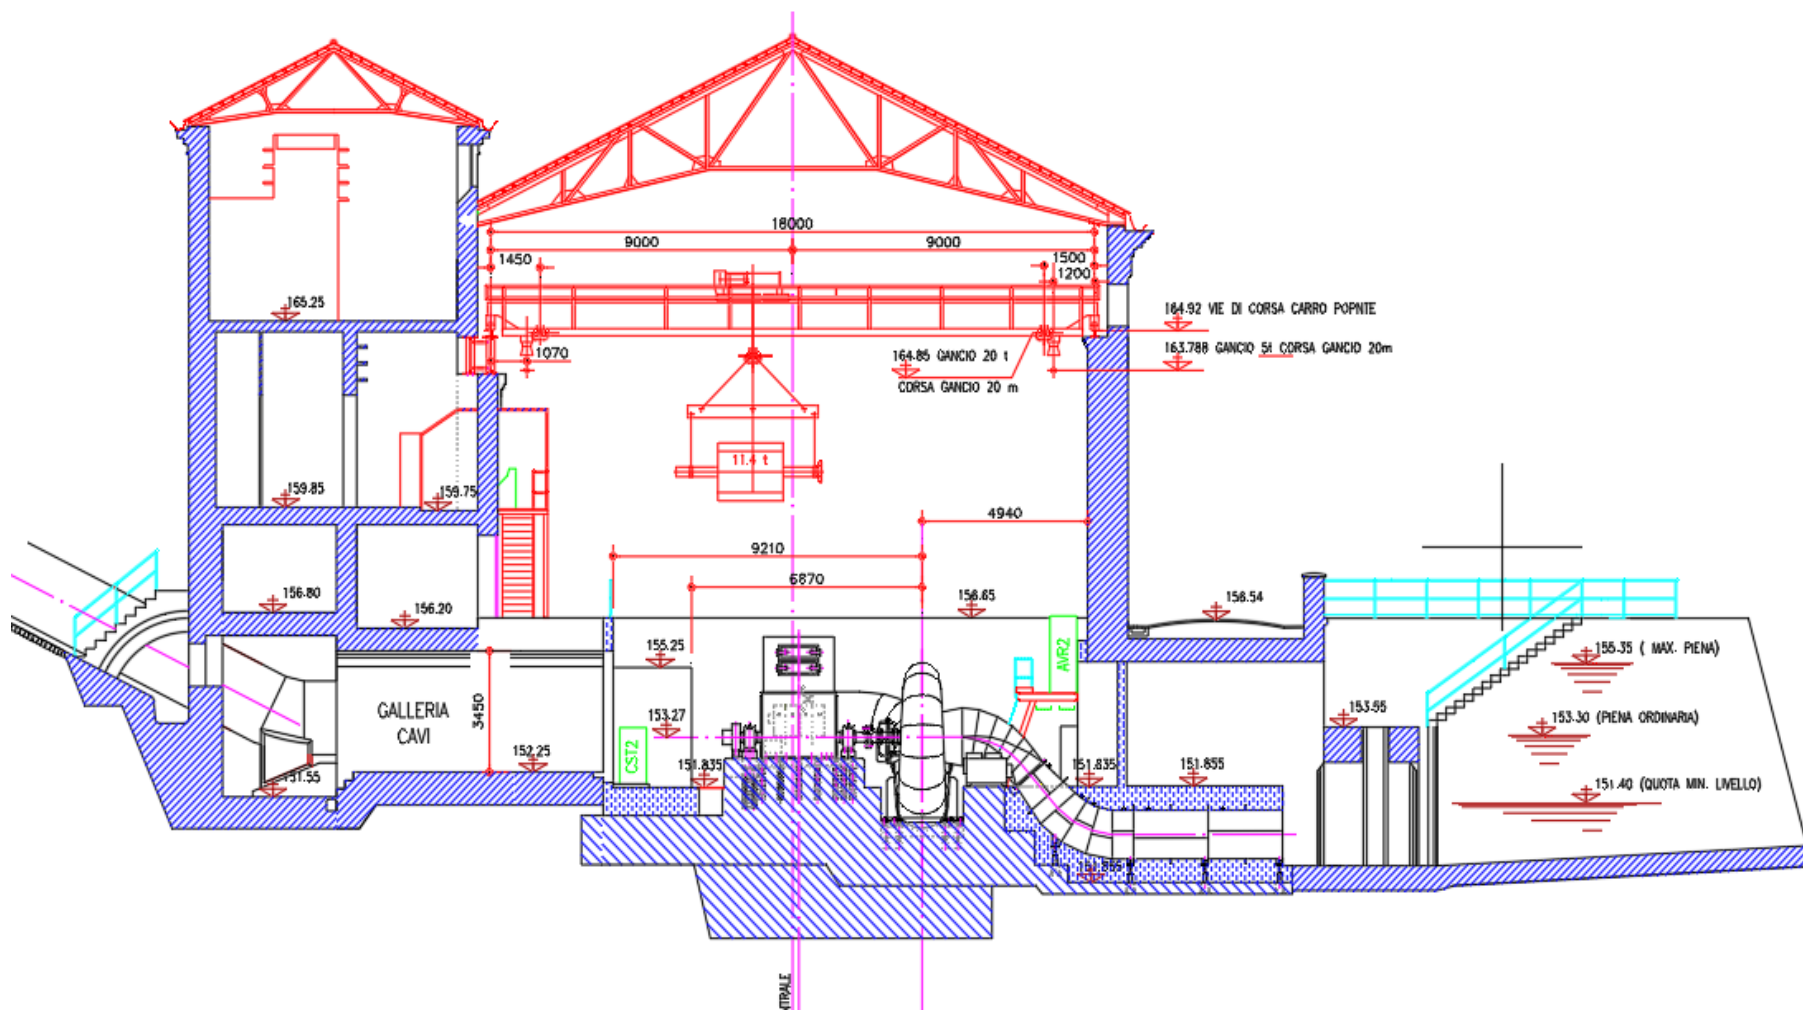 18000
9000
9000
1450
1500
1200
165.25
164.92 VIE DI CORSA CARRO POPNTE
1070
164.85 GANCIO 20 t
163.788 GANCIO 5t CORSA GANCIO 20m
CORSA GANCIO 20 m
11.4 t
159.85
159.75
4940
9210
6870
156.80
156.20
156.65
156.54
155.25
AVR2
155.35 ( MAX. PIENA)
GALLERIA
CAVI
3450
153.27
153.30 (PIENA ORDINARIA)
CST2
152.25
151.835
151.835
151.855
151.40 (QUOTA MIN. LIVELLO)